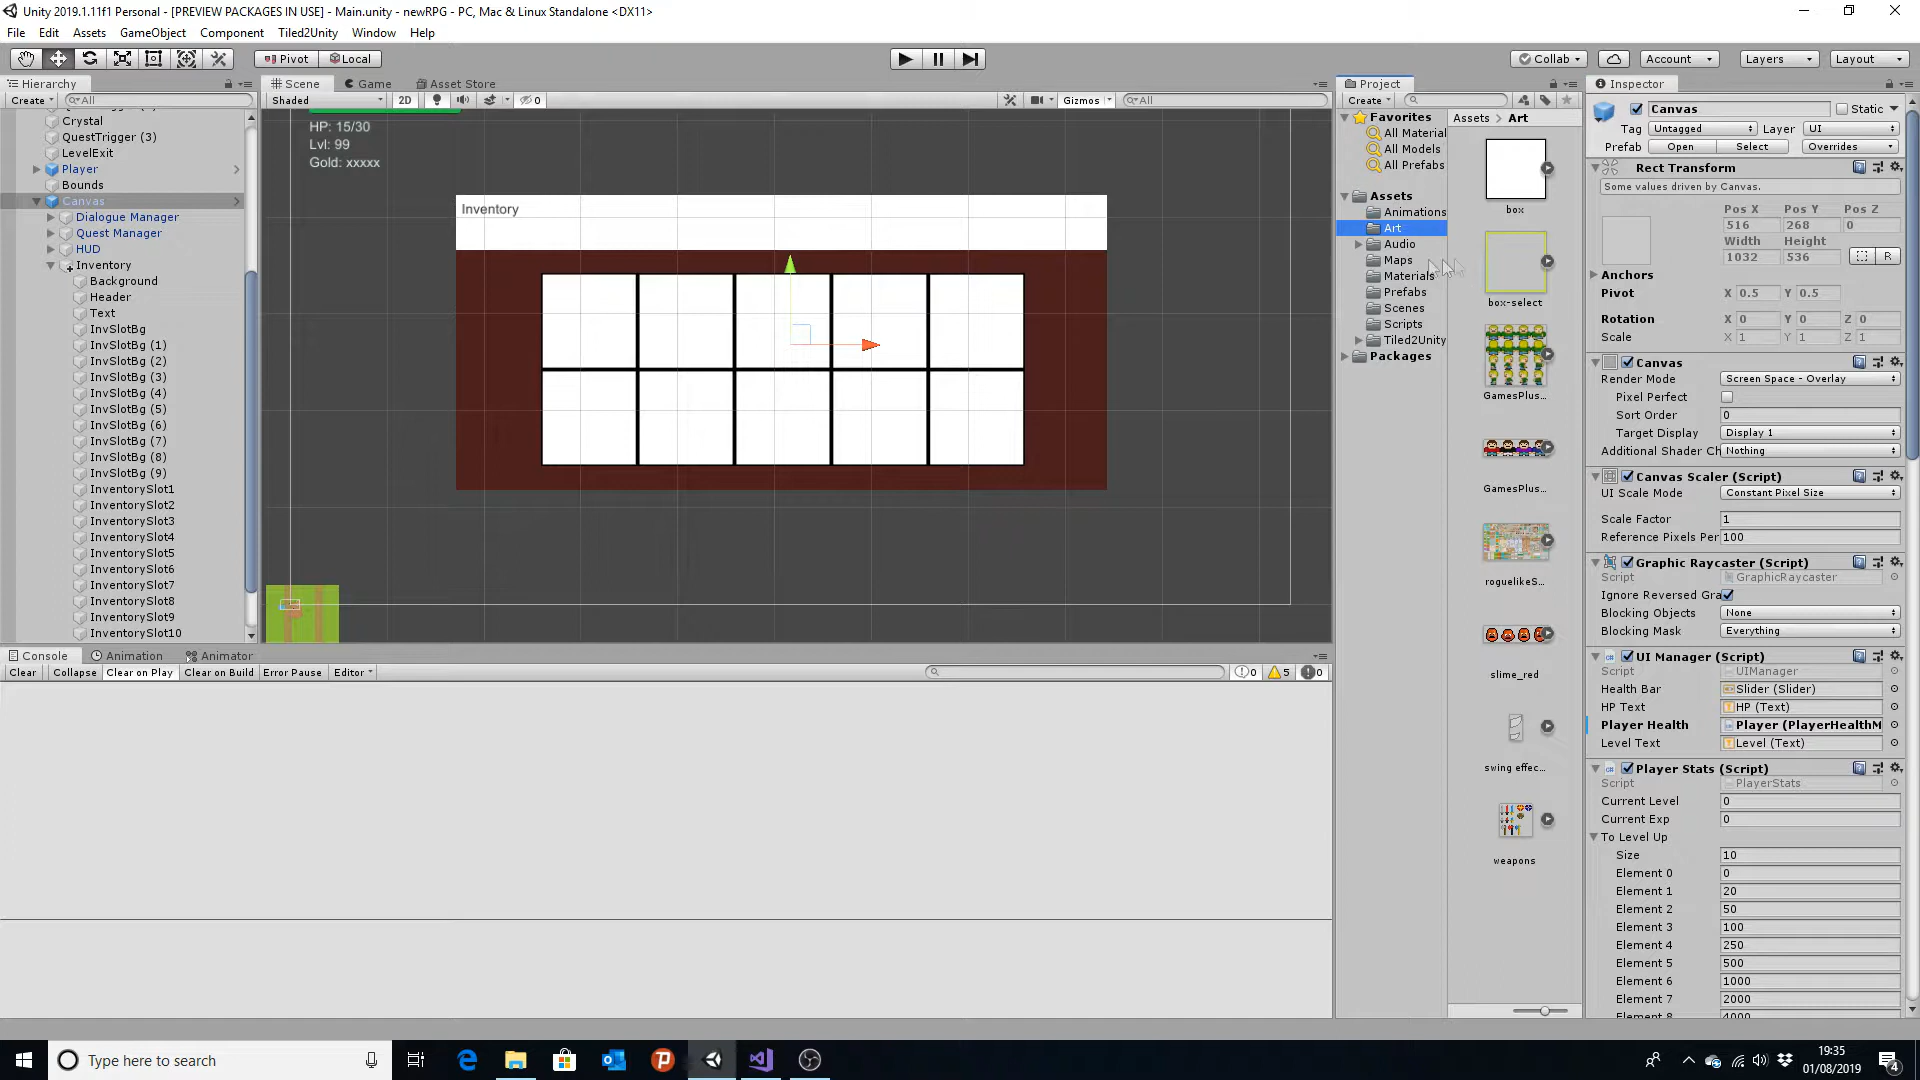 Unity 2019.1.11f1 Personal - [PREVIEW PACKAGES IN USE] - Main.unity - newRPG - PC, Mac & Linux Standalone <DX11>
File Edit Assets GameObject Component Tiled2Unity Window Help
Pivot Local Collab Account Layers Layout
Hierarchy
Create All
Crystal
QuestTrigger (3)
LevelExit
Player
Bounds
Canvas
Dialogue Manager
Quest Manager
HUD
Inventory
Background
Header
Text
InvSlotBg
InvSlotBg (1)
InvSlotBg (2)
InvSlotBg (3)
InvSlotBg (4)
InvSlotBg (5)
InvSlotBg (6)
InvSlotBg (7)
InvSlotBg (8)
InvSlotBg (9)
InventorySlot1
InventorySlot2
InventorySlot3
InventorySlot4
InventorySlot5
InventorySlot6
InventorySlot7
InventorySlot8
InventorySlot9
InventorySlot10
Scene Game Asset Store
Shaded 2D 0 Gizmos All
HP: 15/30
Lvl: 99
Gold: xxxxx
Inventory
Console Animation Animator
Clear Collapse Clear on Play Clear on Build Error Pause Editor 0 5 0
Project
Create
Favorites
All Material
All Models
All Prefabs
Assets
Animations
Art
Audio
Maps
Materials
Prefabs
Scenes
Scripts
Tiled2Unity
Packages
Assets > Art
box
box-select
GamesPlus...
GamesPlus...
roguelikeS...
slime_red
swing effec...
weapons
Inspector
Canvas Static
Tag Untagged Layer UI
Prefab Open Select Overrides
Rect Transform
Some values driven by Canvas.
Pos X Pos Y Pos Z
516 268 0
Width Height
1032 536 R
Anchors
Pivot X 0.5 Y 0.5
Rotation X 0 Y 0 Z 0
Scale X 1 Y 1 Z 1
Canvas
Render Mode Screen Space - Overlay
Pixel Perfect
Sort Order 0
Target Display Display 1
Additional Shader Ch Nothing
Canvas Scaler (Script)
UI Scale Mode Constant Pixel Size
Scale Factor 1
Reference Pixels Per 100
Graphic Raycaster (Script)
Script GraphicRaycaster
Ignore Reversed Gra
Blocking Objects None
Blocking Mask Everything
UI Manager (Script)
Script UIManager
Health Bar Slider (Slider)
HP Text HP (Text)
Player Health Player (PlayerHealthM
Level Text Level (Text)
Player Stats (Script)
Script PlayerStats
Current Level 0
Current Exp 0
To Level Up
Size 10
Element 0 0
Element 1 20
Element 2 50
Element 3 100
Element 4 250
Element 5 500
Element 6 1000
Element 7 2000
Element 8 4000
Type here to search
19:35
01/08/2019
4